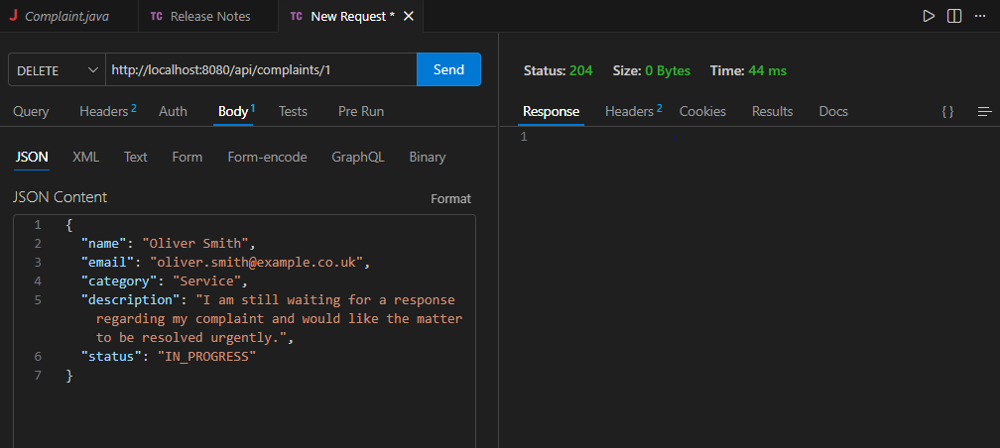 J Complaint.java
TC Release Notes
TC New Request *
DELETE http://localhost:8080/api/complaints/1 Send
Query Headers 2 Auth Body 1 Tests Pre Run
JSON XML Text Form Form-encode GraphQL Binary
JSON Content
Format
1 {
2 "name": "Oliver Smith",
3 "email": "oliver.smith@example.co.uk",
4 "category": "Service",
5 "description": "I am still waiting for a response
regarding my complaint and would like the matter
to be resolved urgently.",
6 "status": "IN_PROGRESS"
7 }
Status: 204 Size: 0 Bytes Time: 44 ms
Response Headers 2 Cookies Results Docs { }
1